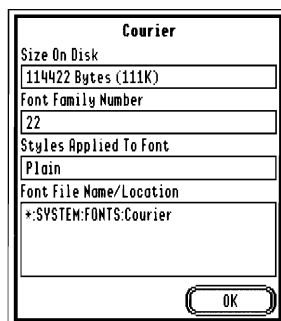 Courier
Size On Disk
114422 Bytes (111K)
Font Family Number
22
Styles Applied To Font
Plain
Font File Name/Location
*:SYSTEM:FONTS:Courier
OK